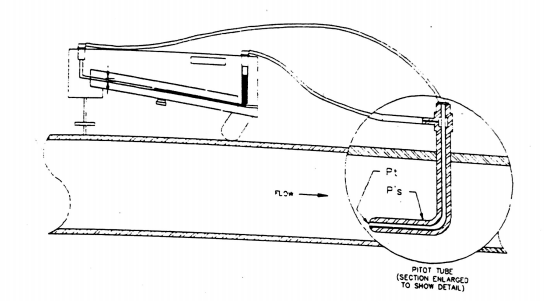 Pt
P's
FLOW
PITOT TUBE
(SECTION ENLARGED
TO SHOW DETAIL)